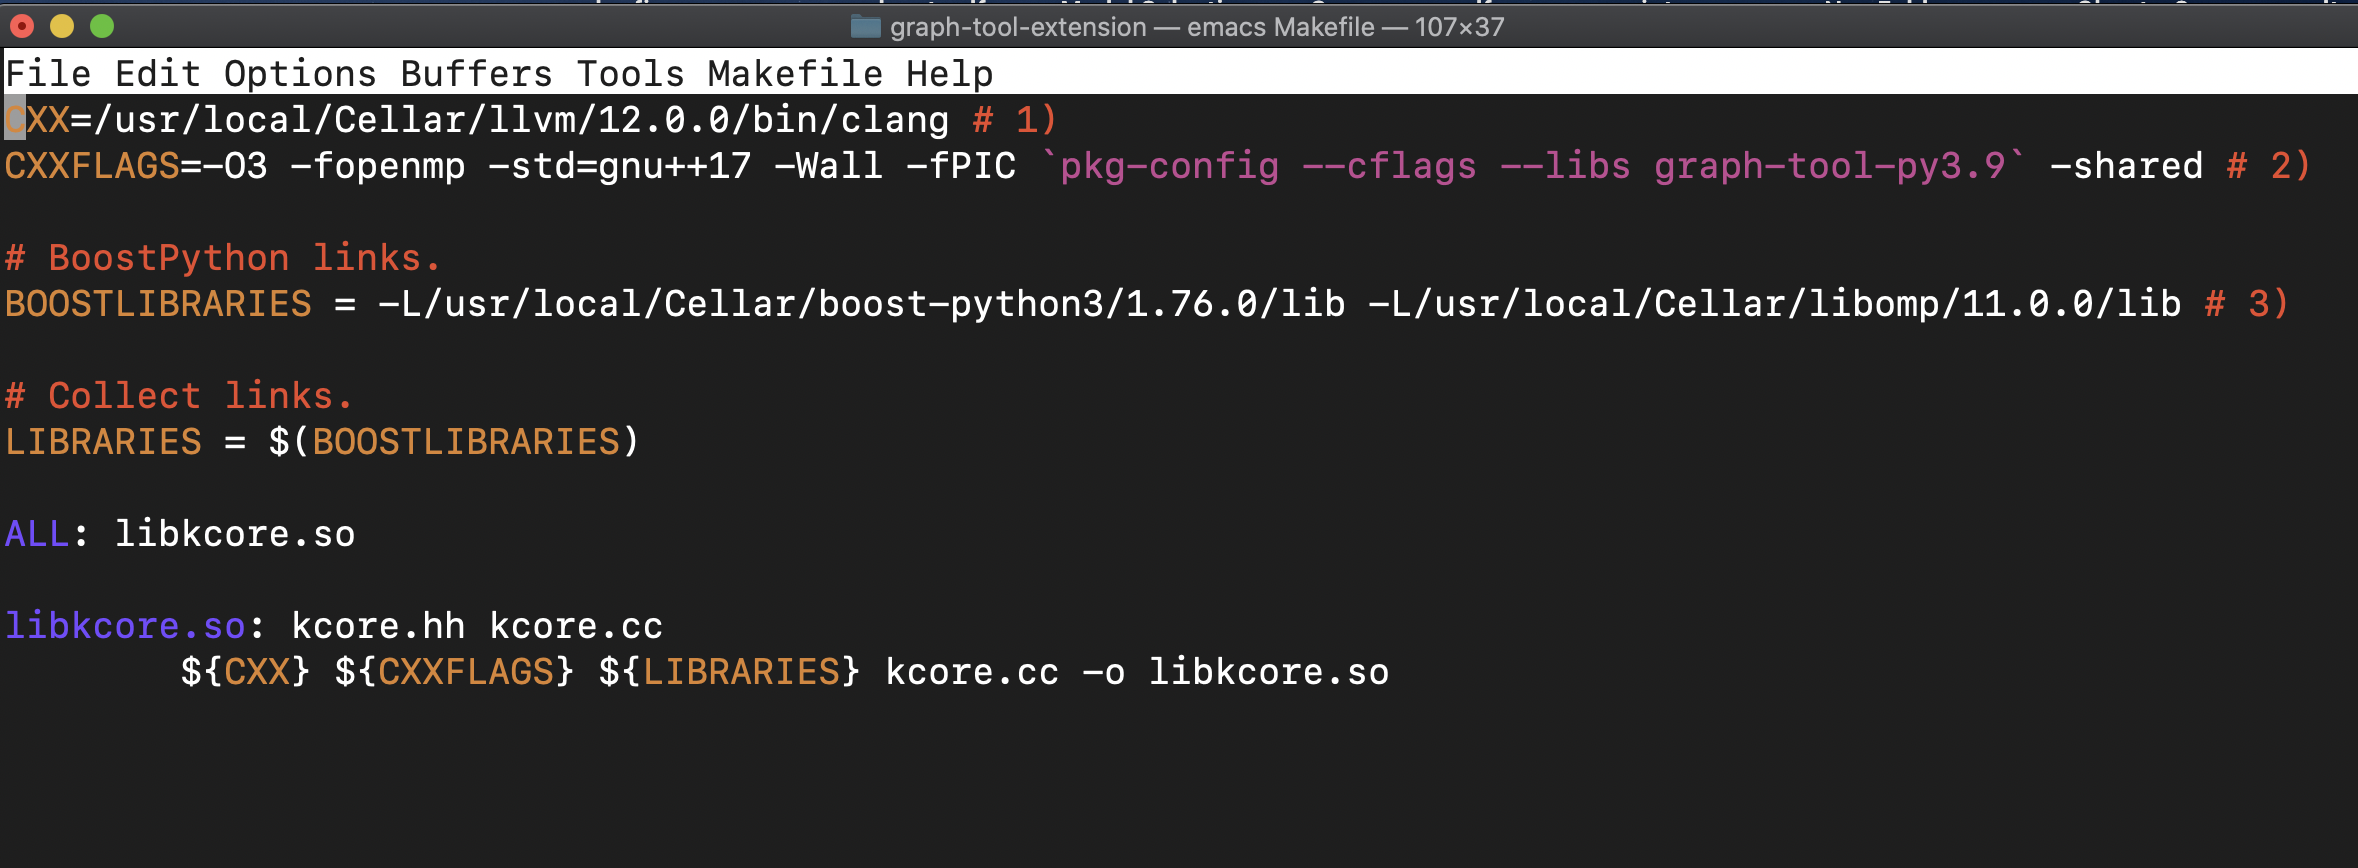 graph-tool-extension — emacs Makefile — 107×37
File Edit Options Buffers Tools Makefile Help
CXX=/usr/local/Cellar/llvm/12.0.0/bin/clang # 1)
CXXFLAGS=-O3 -fopenmp -std=gnu++17 -Wall -fPIC `pkg-config --cflags --libs graph-tool-py3.9` -shared # 2)
# BoostPython links.
BOOSTLIBRARIES = -L/usr/local/Cellar/boost-python3/1.76.0/lib -L/usr/local/Cellar/libomp/11.0.0/lib # 3)
# Collect links.
LIBRARIES = $(BOOSTLIBRARIES)
ALL: libkcore.so
libkcore.so: kcore.hh kcore.cc
${CXX} ${CXXFLAGS} ${LIBRARIES} kcore.cc -o libkcore.so